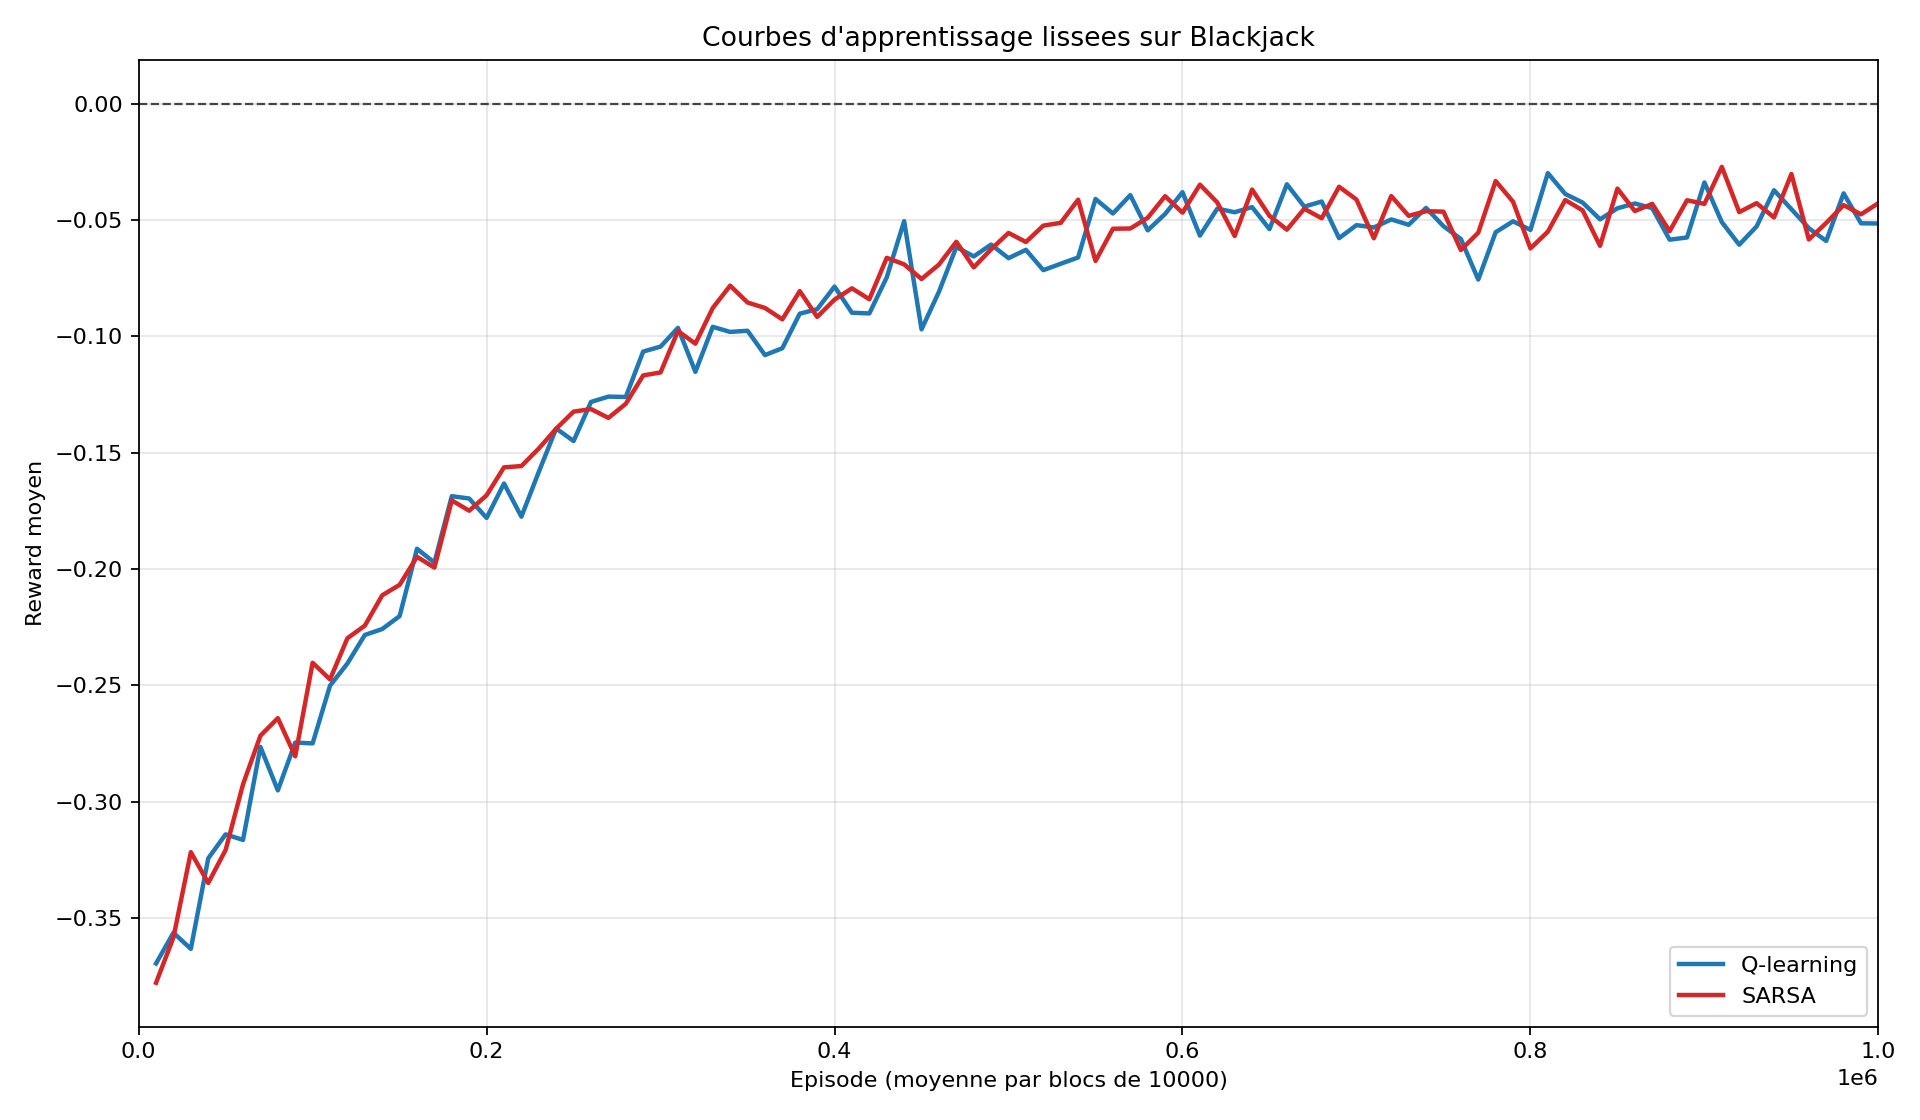 Courbes d'apprentissage lissees sur Blackjack
0.00
−0.05
−0.10
−0.15
−0.20
−0.25
−0.30
−0.35
Reward moyen
Q-learning
SARSA
0.0 0.2 0.4 0.6 0.8 1.0
1e6
Episode (moyenne par blocs de 10000)